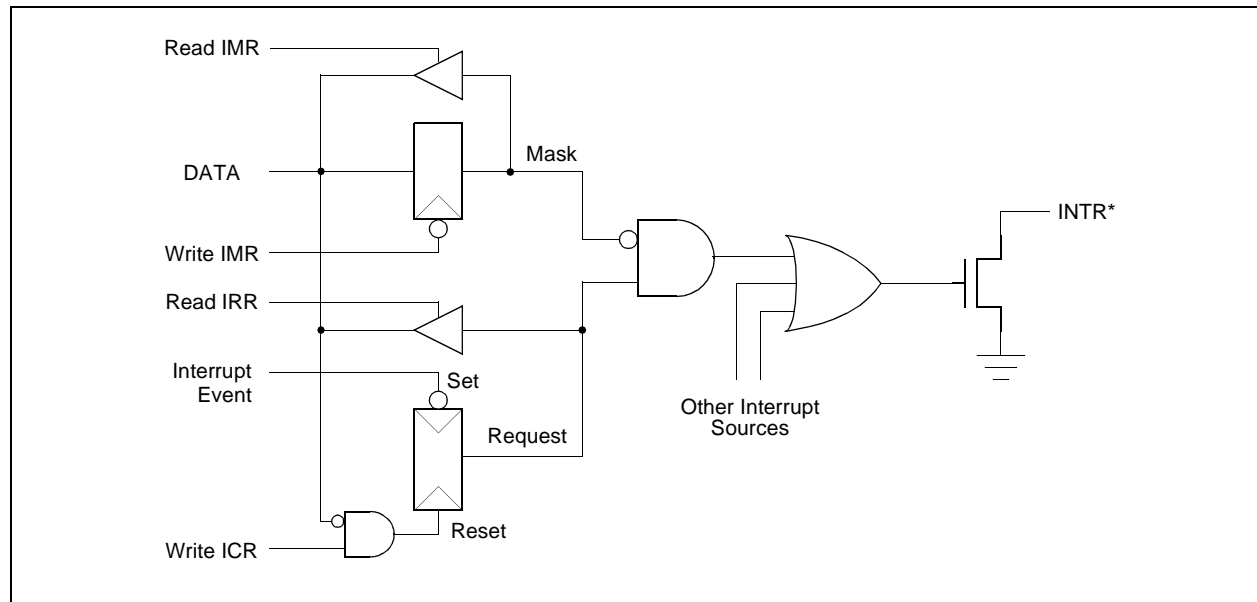 Read IMR
DATA
Mask
Write IMR
INTR*
Read IRR
Interrupt
Event
Set
Request
Other Interrupt
Sources
Reset
Write ICR